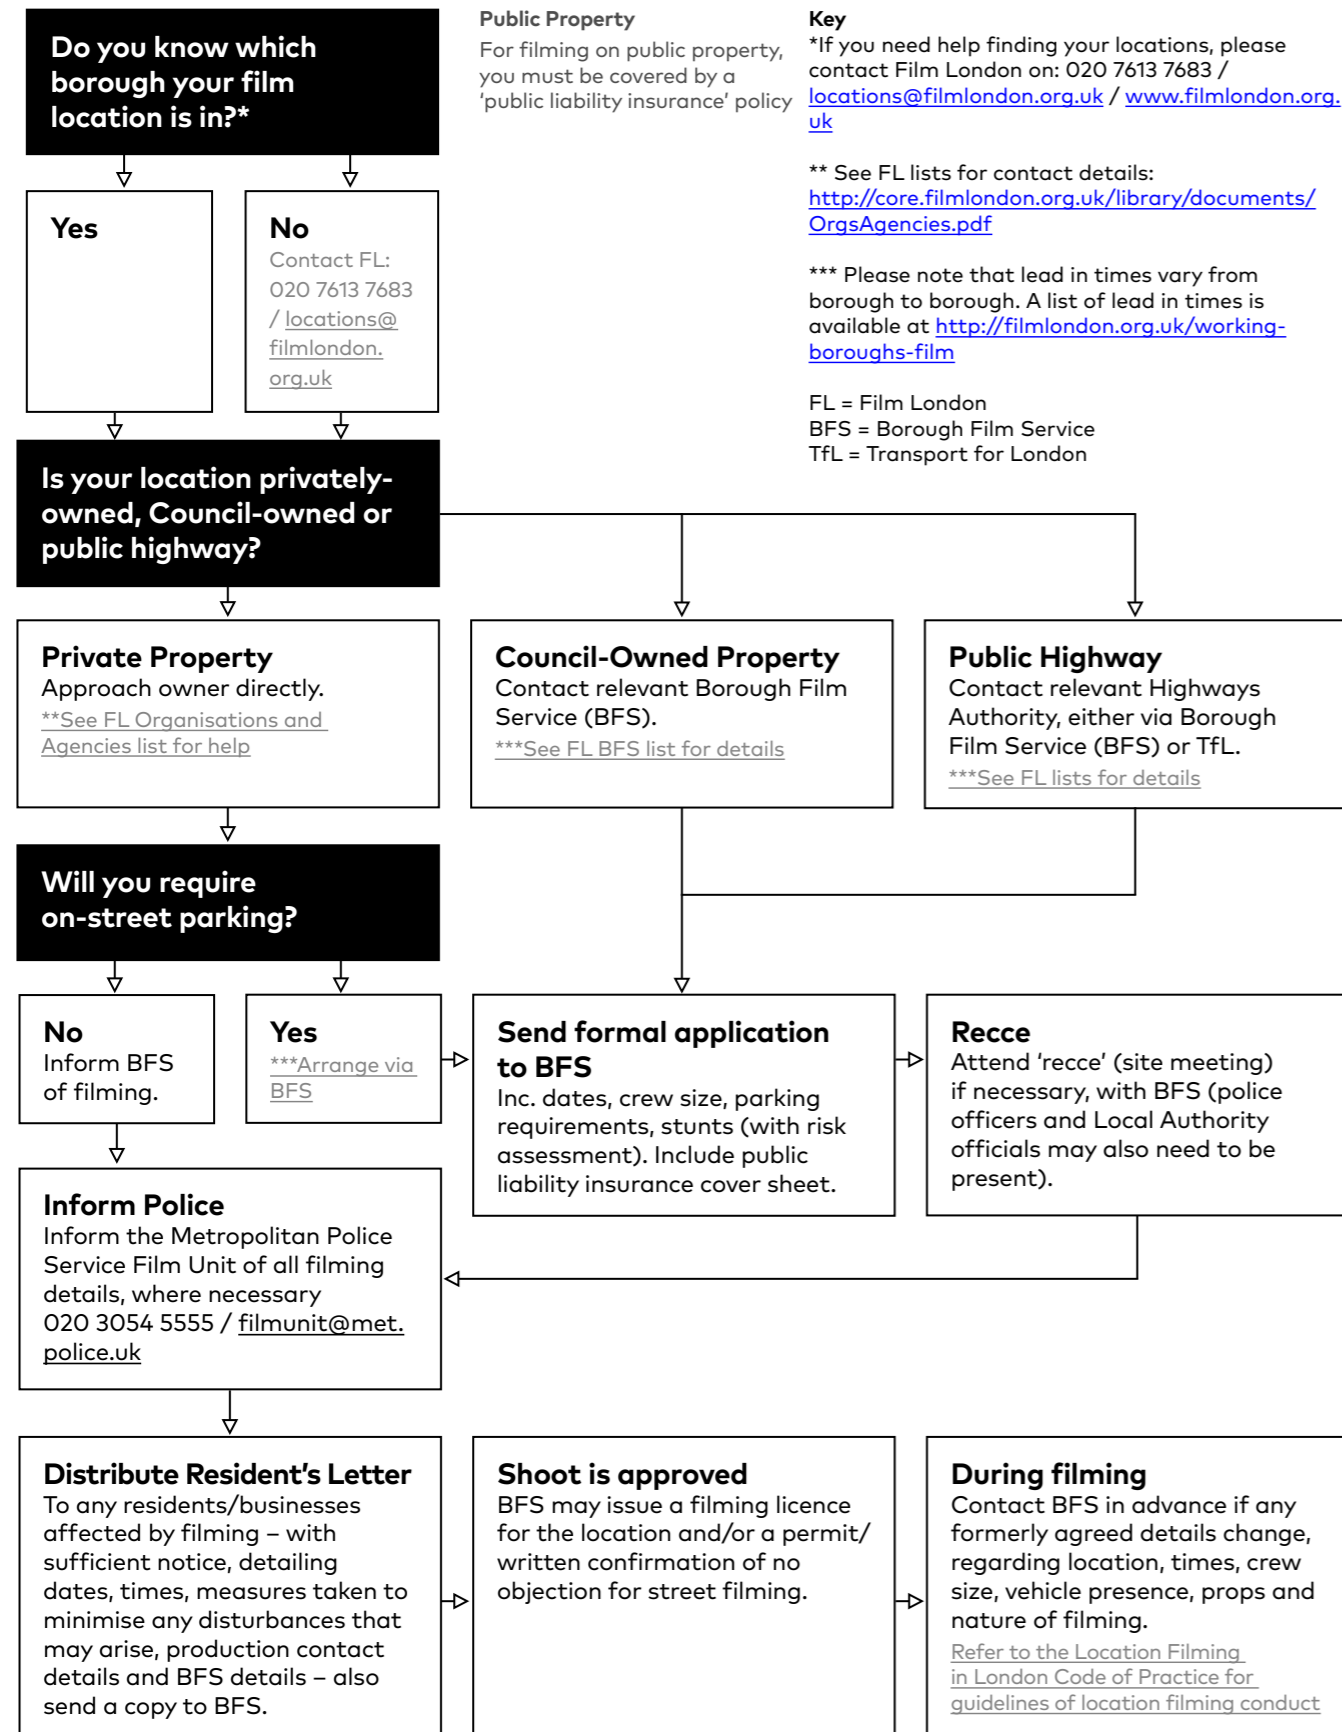 Do you know which
borough your film
location is in?*
Public Property
For filming on public property,
you must be covered by a
‘public liability insurance’ policy
Key
*If you need help finding your locations, please
contact Film London on: 020 7613 7683 /
locations@filmlondon.org.uk / www.filmlondon.org.
uk
** See FL lists for contact details:
http://core.filmlondon.org.uk/library/documents/
OrgsAgencies.pdf
*** Please note that lead in times vary from
borough to borough. A list of lead in times is
available at http://filmlondon.org.uk/working-
boroughs-film
FL = Film London
BFS = Borough Film Service
TfL = Transport for London
Yes
No
Contact FL:
020 7613 7683
/ locations@
filmlondon.
org.uk
Is your location privately-
owned, Council-owned or
public highway?
Private Property
Approach owner directly.
**See FL Organisations and
Agencies list for help
Council-Owned Property
Contact relevant Borough Film
Service (BFS).
***See FL BFS list for details
Public Highway
Contact relevant Highways
Authority, either via Borough
Film Service (BFS) or TfL.
***See FL lists for details
Will you require
on-street parking?
No
Inform BFS
of filming.
Yes
***Arrange via
BFS
Send formal application
to BFS
Inc. dates, crew size, parking
requirements, stunts (with risk
assessment). Include public
liability insurance cover sheet.
Recce
Attend ‘recce’ (site meeting)
if necessary, with BFS (police
officers and Local Authority
officials may also need to be
present).
Inform Police
Inform the Metropolitan Police
Service Film Unit of all filming
details, where necessary
020 3054 5555 / filmunit@met.
police.uk
Distribute Resident’s Letter
To any residents/businesses
affected by filming – with
sufficient notice, detailing
dates, times, measures taken to
minimise any disturbances that
may arise, production contact
details and BFS details – also
send a copy to BFS.
Shoot is approved
BFS may issue a filming licence
for the location and/or a permit/
written confirmation of no
objection for street filming.
During filming
Contact BFS in advance if any
formerly agreed details change,
regarding location, times, crew
size, vehicle presence, props and
nature of filming.
Refer to the Location Filming
in London Code of Practice for
guidelines of location filming conduct